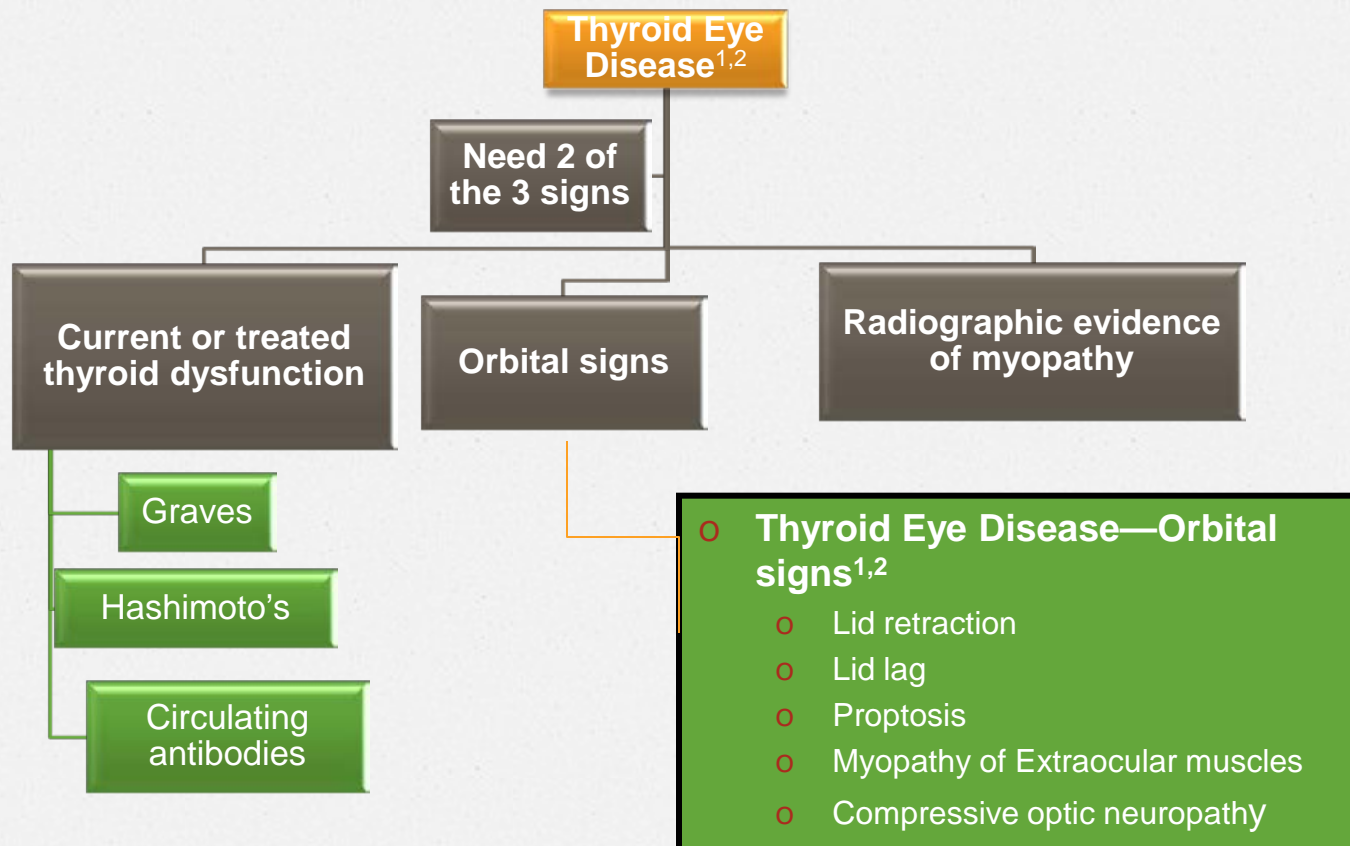 Thyroid Eye
Disease1,2
Need 2 of
the 3 signs
Current or treated
thyroid dysfunction
Orbital signs
Radiographic evidence
of myopathy
Graves
Hashimoto’s
Circulating
antibodies
o Thyroid Eye Disease—Orbital
signs1,2
o Lid retraction
o Lid lag
o Proptosis
o Myopathy of Extraocular muscles
o Compressive optic neuropathy